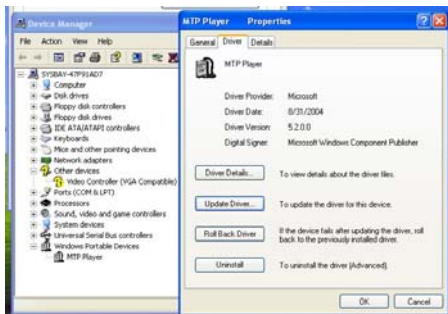 Device Manager
File Action View Help
SYSBAY-47P91AD7
Computer
Disk drives
Floppy disk controllers
Floppy disk drives
IDE ATA/ATAPI controllers
Keyboards
Mice and other pointing devices
Network adapters
Other devices
Video Controller (VGA Compatible)
Ports (COM & LPT)
Processors
Sound, video and game controllers
System devices
Universal Serial Bus controllers
Windows Portable Devices
MTP Player
MTP Player Properties
General Driver Details
MTP Player
Driver Provider: Microsoft
Driver Date: 8/31/2004
Driver Version: 5.2.0.0
Digital Signer: Microsoft Windows Component Publisher
Driver Details... To view details about the driver files.
Update Driver... To update the driver for this device.
Roll Back Driver If the device fails after updating the driver, roll
back to the previously installed driver.
Uninstall To uninstall the driver (Advanced).
OK Cancel